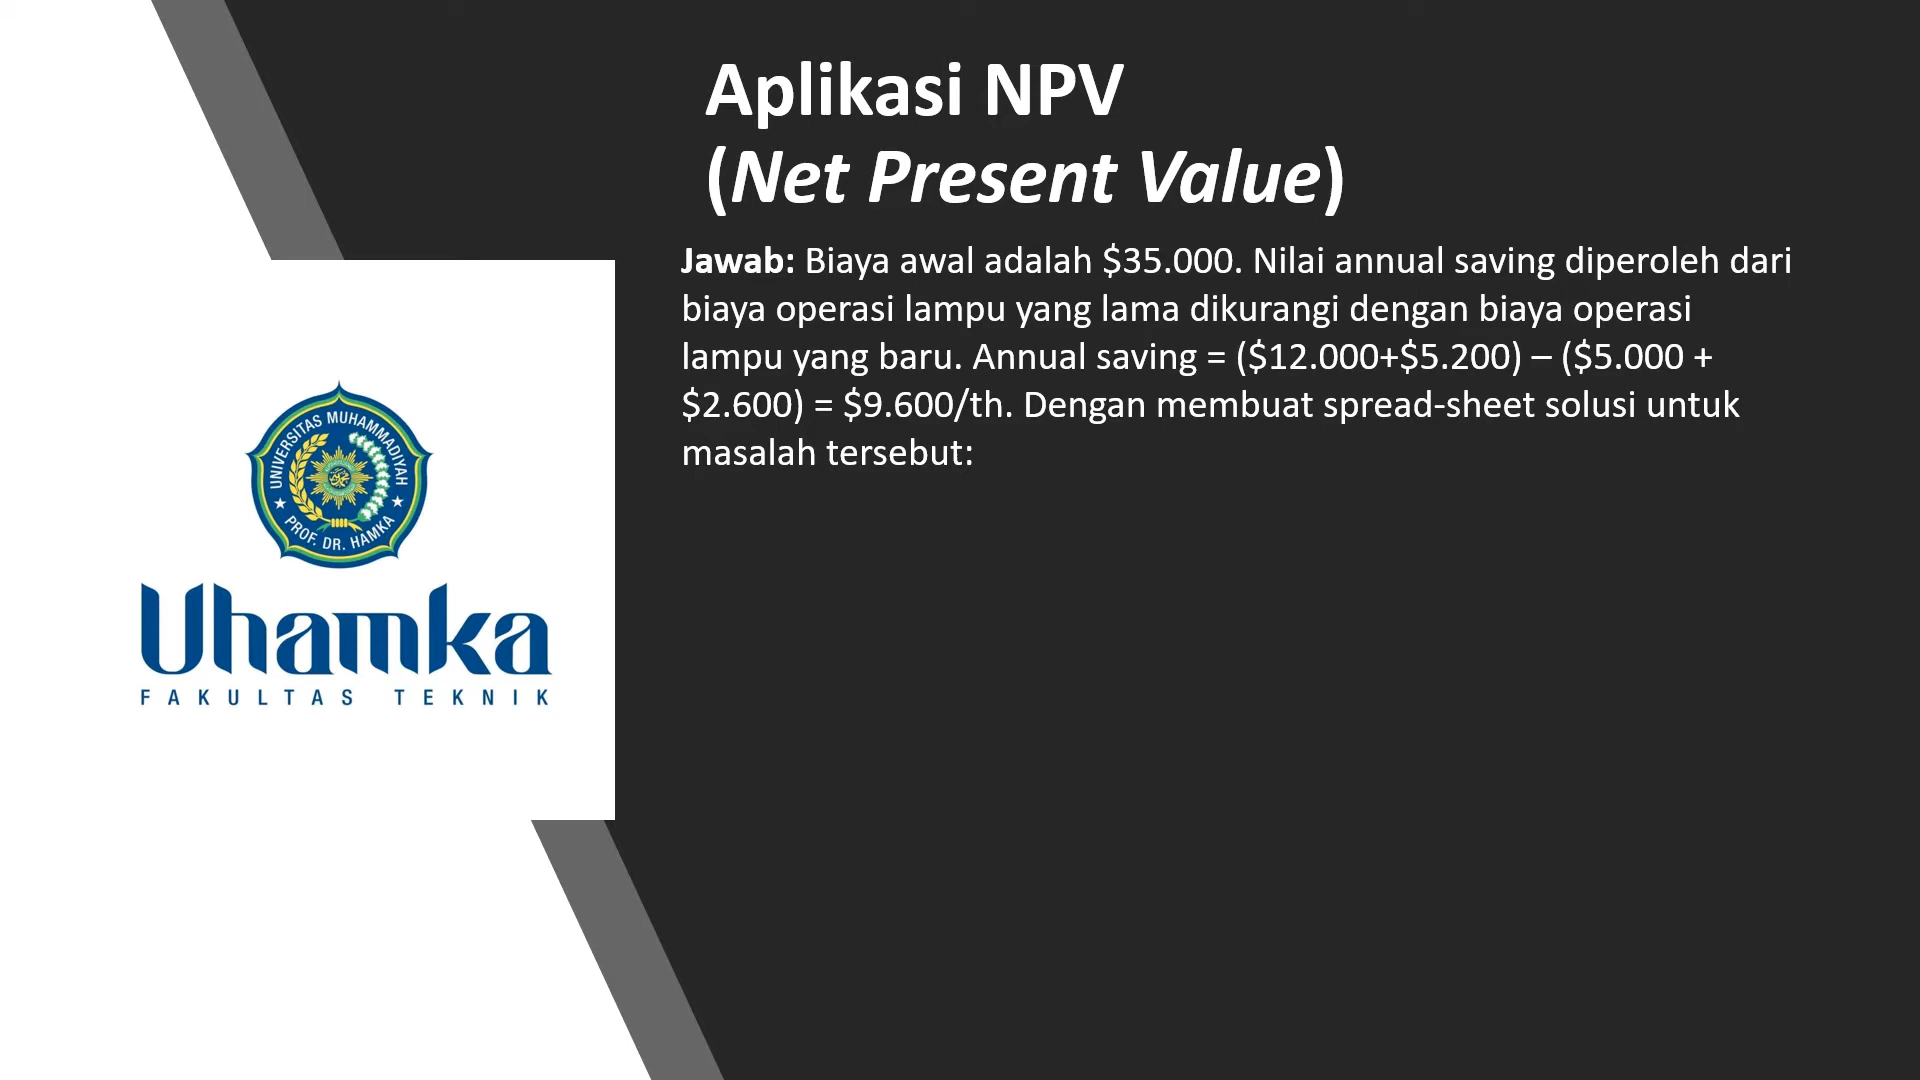 Aplikasi NPV
(Net Present Value)
Jawab: Biaya awal adalah $35.000. Nilai annual saving diperoleh dari
biaya operasi lampu yang lama dikurangi dengan biaya operasi
lampu yang baru. Annual saving = ($12.000+$5.200) – ($5.000 +
$2.600) = $9.600/th. Dengan membuat spread-sheet solusi untuk
masalah tersebut:
UNIVERSITAS MUHAMMADIYAH
PROF. DR. HAMKA
Uhamka
FAKULTAS TEKNIK